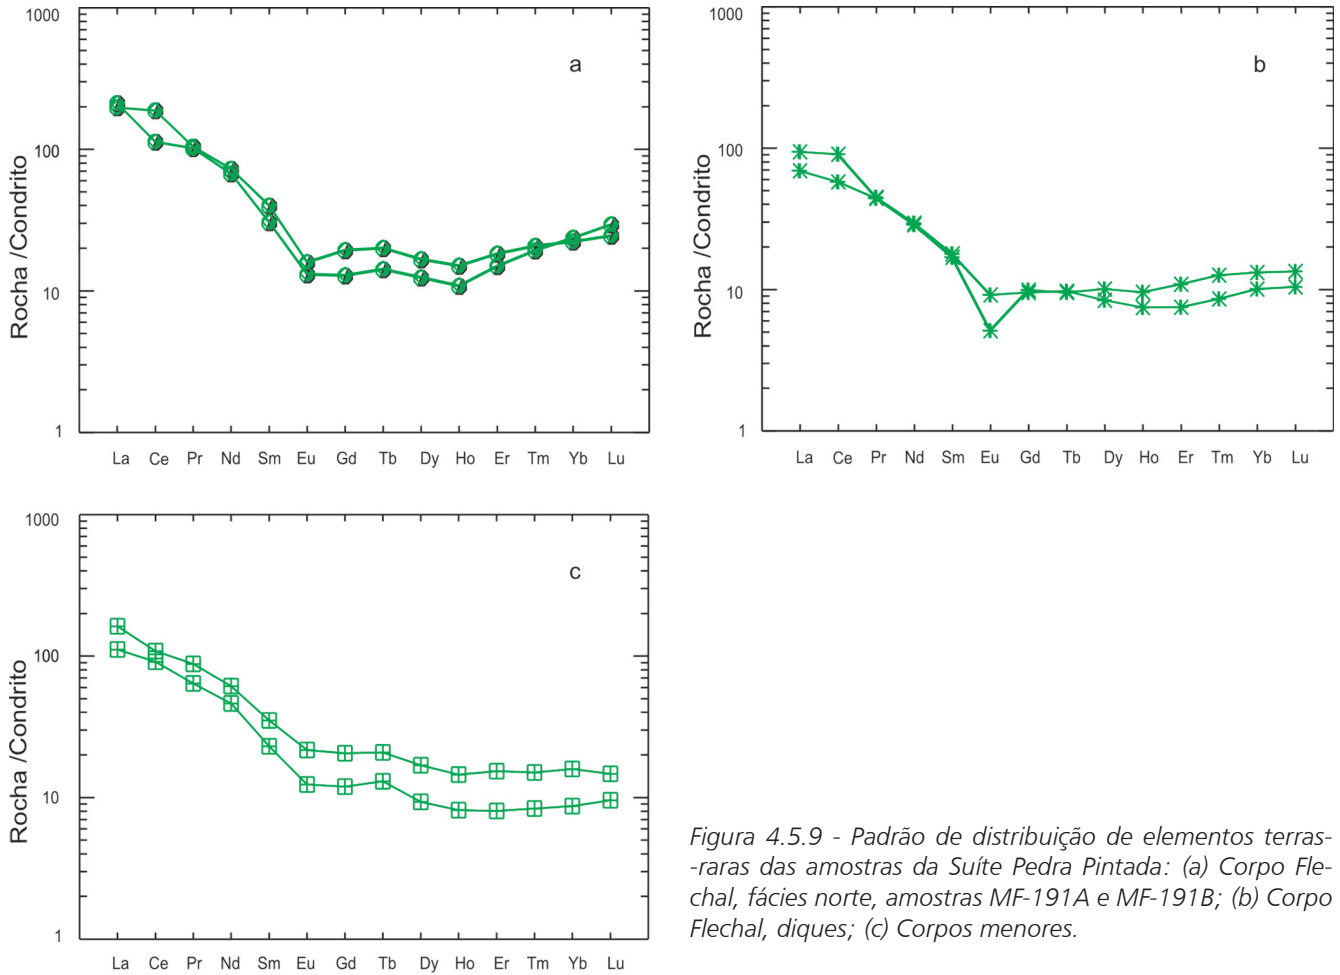 1000
100
10
1
Rocha /Condrito
a
La Ce Pr Nd Sm Eu Gd Tb Dy Ho Er Tm Yb Lu
1000
100
10
1
Rocha /Condrito
b
La Ce Pr Nd Sm Eu Gd Tb Dy Ho Er Tm Yb Lu
1000
100
10
1
Rocha /Condrito
c
La Ce Pr Nd Sm Eu Gd Tb Dy Ho Er Tm Yb Lu
Figura 4.5.9 - Padrão de distribuição de elementos terras-
-raras das amostras da Suíte Pedra Pintada: (a) Corpo Fle-
chal, fácies norte, amostras MF-191A e MF-191B; (b) Corpo
Flechal, diques; (c) Corpos menores.